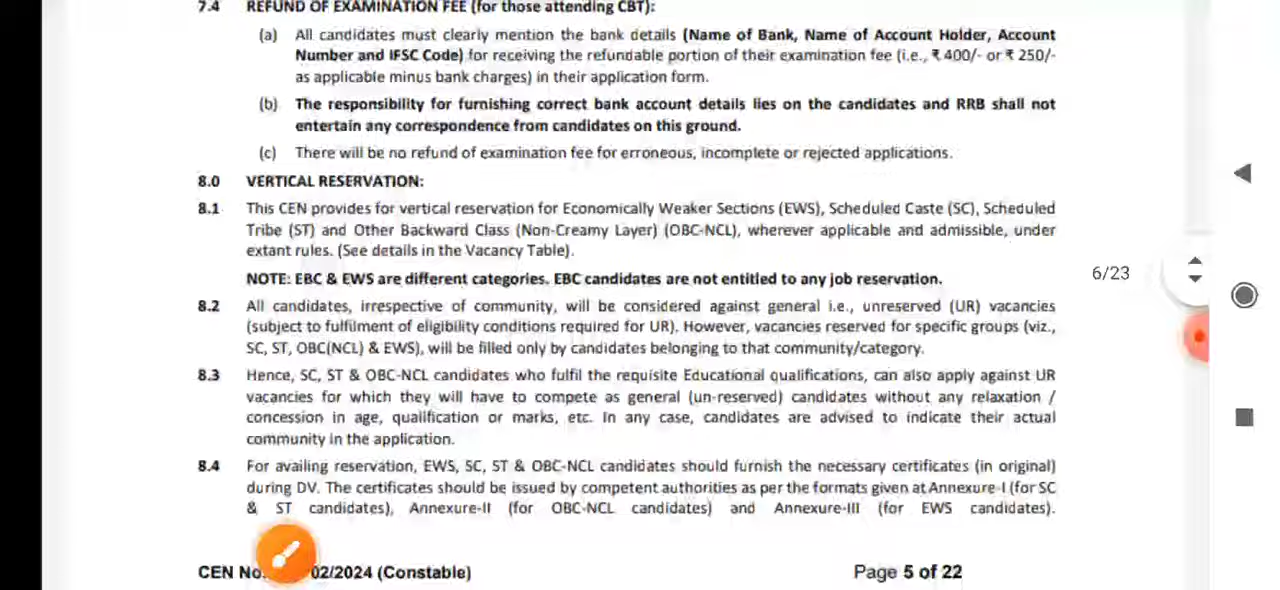 7.4 REFUND OF EXAMINATION FEE (for those attending CBT):
(a) All candidates must clearly mention the bank details (Name of Bank, Name of Account Holder, Account
Number and IFSC Code) for receiving the refundable portion of their examination fee (i.e., ₹ 400/- or ₹ 250/-
as applicable minus bank charges) in their application form.
(b) The responsibility for furnishing correct bank account details lies on the candidates and RRB shall not
entertain any correspondence from candidates on this ground.
(c) There will be no refund of examination fee for erroneous, incomplete or rejected applications.
8.0 VERTICAL RESERVATION:
8.1 This CEN provides for vertical reservation for Economically Weaker Sections (EWS), Scheduled Caste (SC), Scheduled
Tribe (ST) and Other Backward Class (Non-Creamy Layer) (OBC-NCL), wherever applicable and admissible, under
extant rules. (See details in the Vacancy Table).
NOTE: EBC & EWS are different categories. EBC candidates are not entitled to any job reservation.
6/23
8.2 All candidates, irrespective of community, will be considered against general i.e., unreserved (UR) vacancies
(subject to fulfilment of eligibility conditions required for UR). However, vacancies reserved for specific groups (viz.,
SC, ST, OBC(NCL) & EWS), will be filled only by candidates belonging to that community/category.
8.3 Hence, SC, ST & OBC-NCL candidates who fulfil the requisite Educational qualifications, can also apply against UR
vacancies for which they will have to compete as general (un-reserved) candidates without any relaxation /
concession in age, qualification or marks, etc. In any case, candidates are advised to indicate their actual
community in the application.
8.4 For availing reservation, EWS, SC, ST & OBC-NCL candidates should furnish the necessary certificates (in original)
during DV. The certificates should be issued by competent authorities as per the formats given at Annexure-I (for SC
& ST candidates), Annexure-II (for OBC-NCL candidates) and Annexure-III (for EWS candidates).
CEN No. 02/2024 (Constable) Page 5 of 22